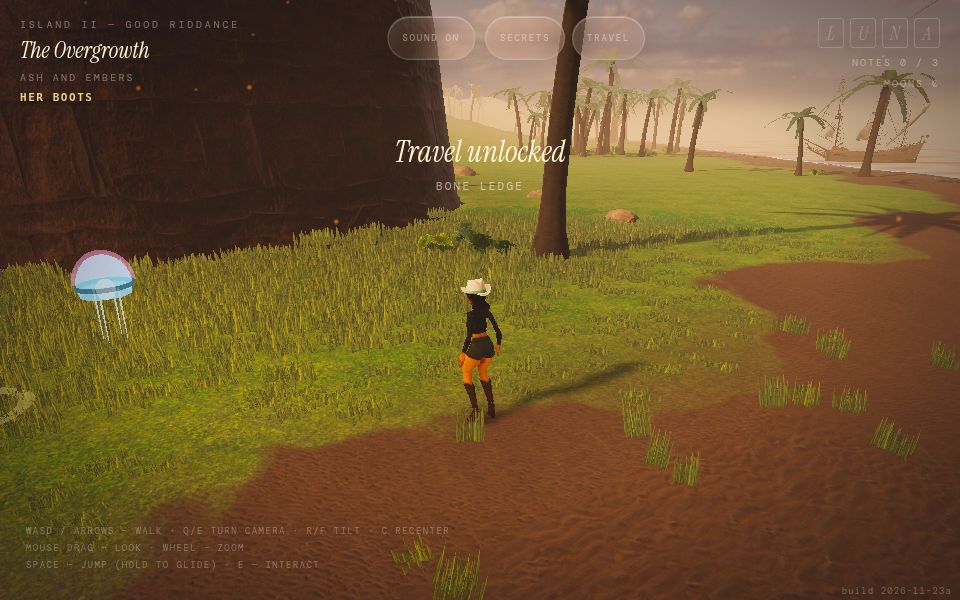 ISLAND II — GOOD RIDDANCE
The Overgrowth
ASH AND EMBERS
HER BOOTS
SOUND ON
SECRETS
TRAVEL
L U N A
NOTES 0 / 3
MOONS 0
Travel unlocked
BONE LEDGE
WASD / ARROWS — WALK · Q/E TURN CAMERA · R/F TILT · C RECENTER
MOUSE DRAG — LOOK · WHEEL — ZOOM
SPACE — JUMP (HOLD TO GLIDE) · E — INTERACT
build 2026-11-23a